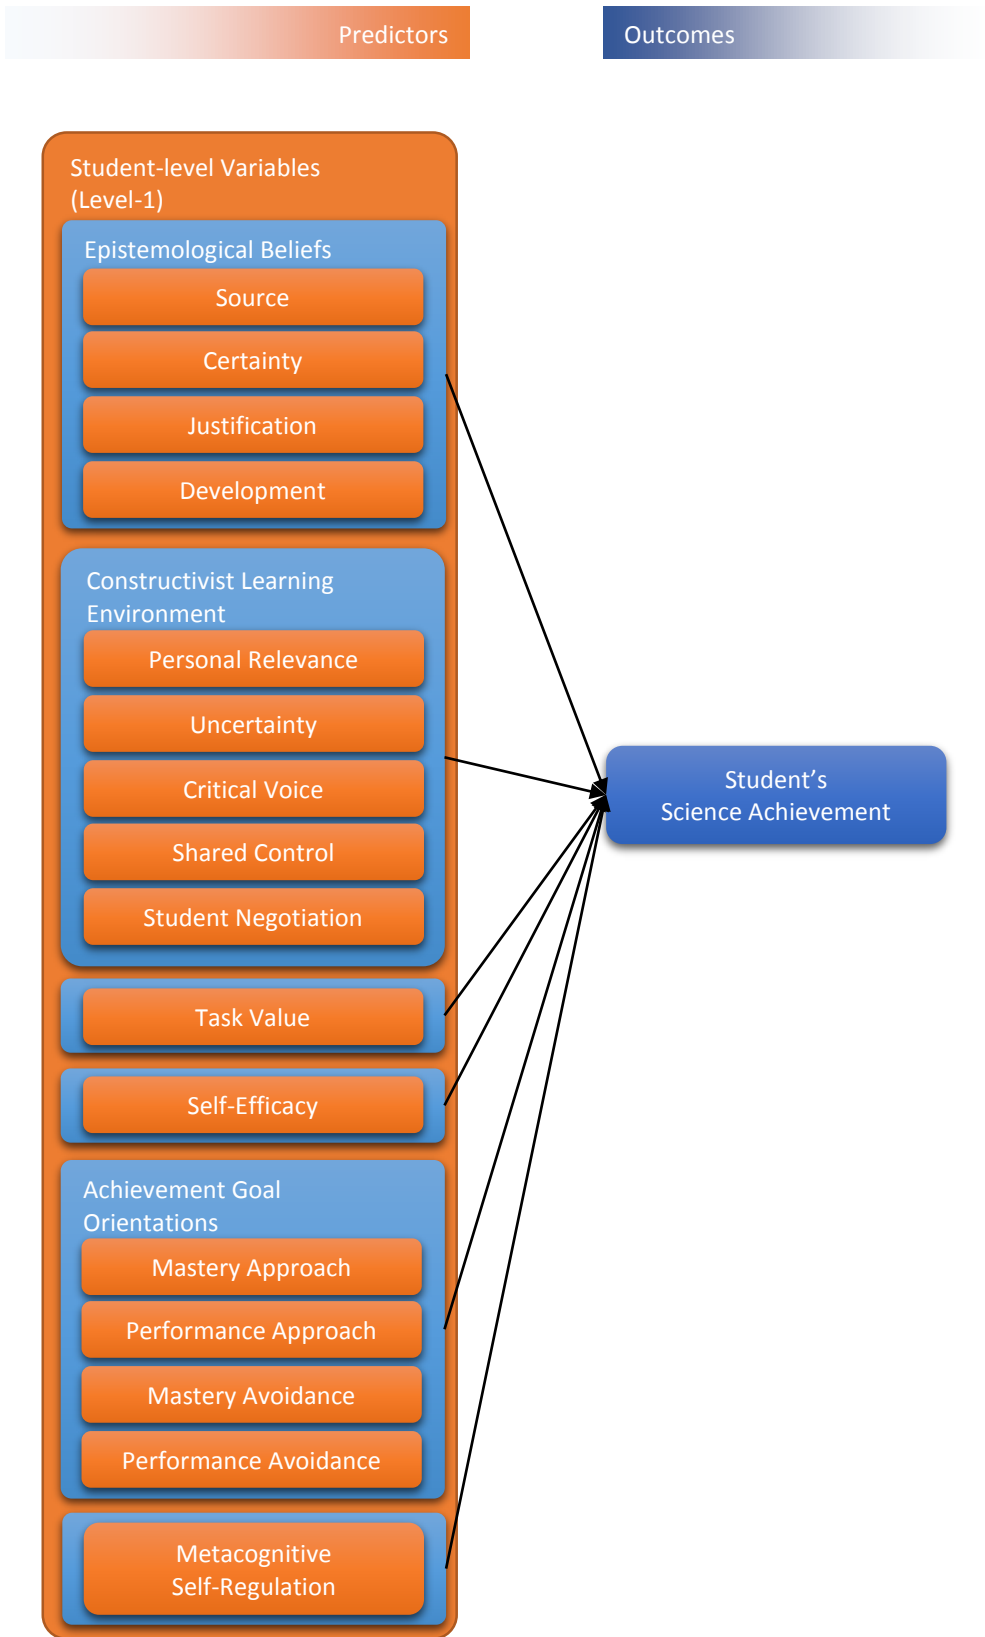 Predictors
Outcomes
Student-level Variables
(Level-1)
Epistemological Beliefs
Source
Certainty
Justification
Development
Constructivist Learning
Environment
Personal Relevance
Uncertainty
Critical Voice
Shared Control
Student Negotiation
Task Value
Self-Efficacy
Achievement Goal
Orientations
Mastery Approach
Performance Approach
Mastery Avoidance
Performance Avoidance
Metacognitive
Self-Regulation
Student’s
Science Achievement